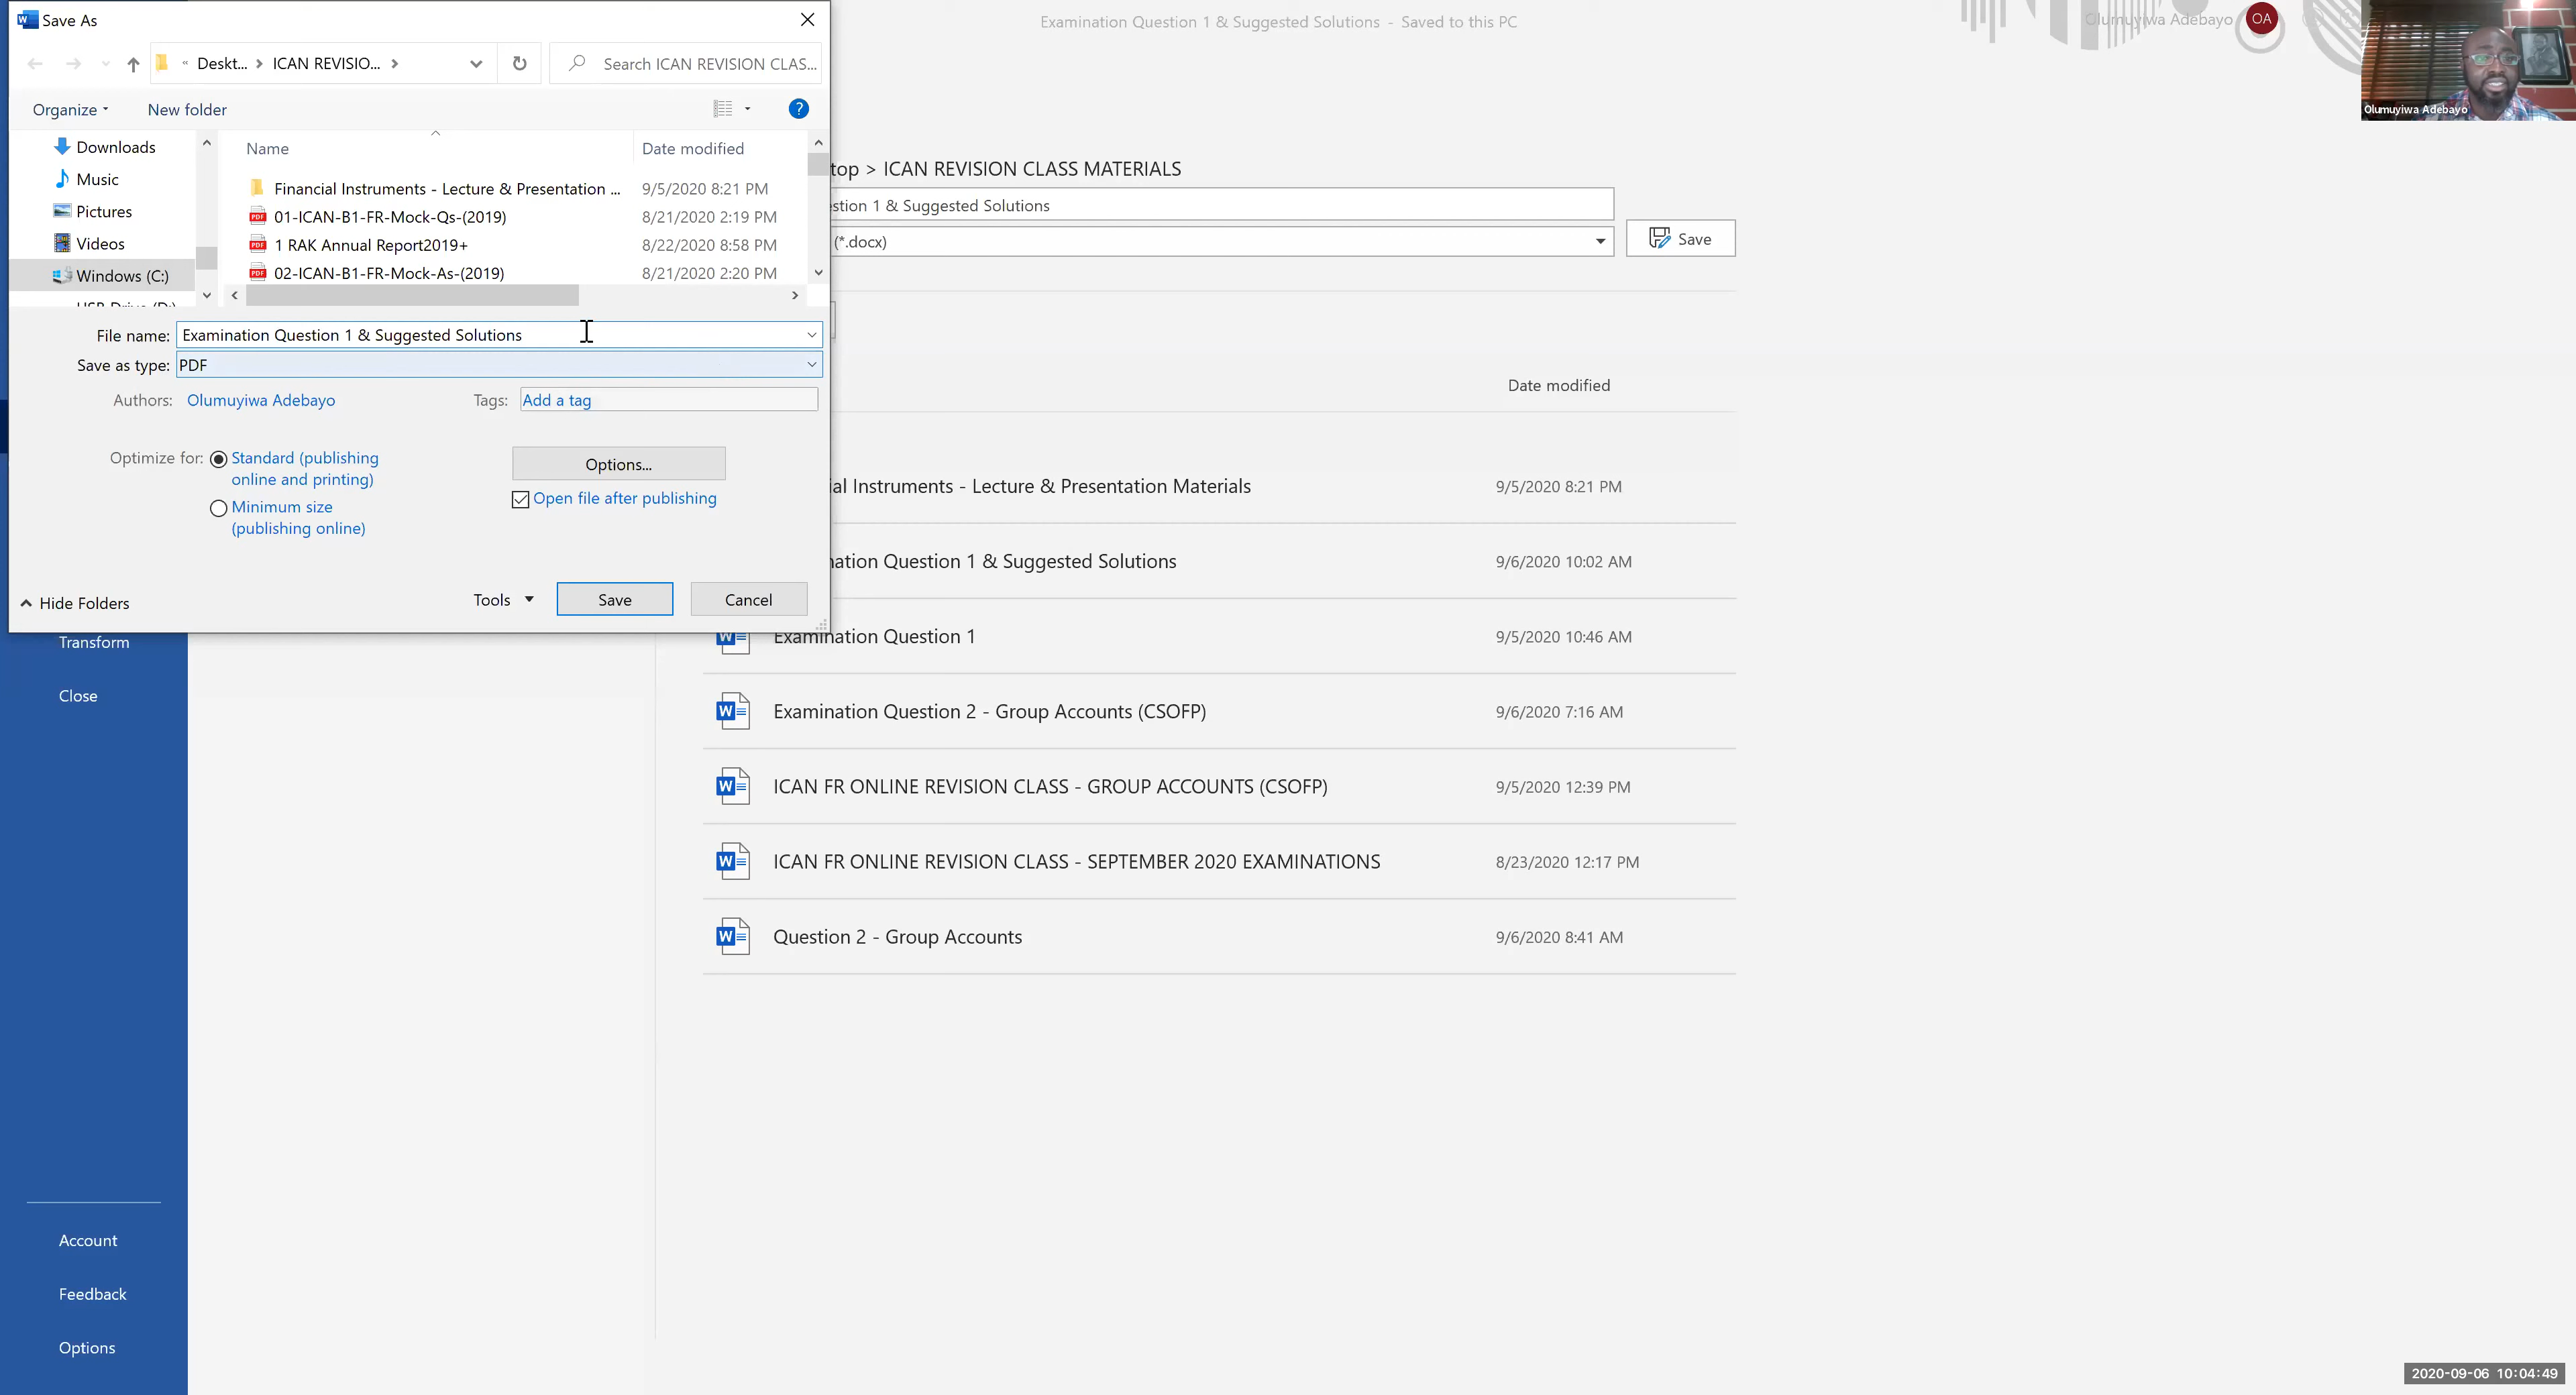 Save As
Deskt... ICAN REVISIO...
Search ICAN REVISION CLAS...
Organize
New folder
Downloads
Music
Pictures
Videos
Windows (C:)
USB Drive (D:)
Name Date modified
Financial Instruments - Lecture & Presentation ... 9/5/2020 8:21 PM
01-ICAN-B1-FR-Mock-Qs-(2019) 8/21/2020 2:19 PM
1 RAK Annual Report2019+ 8/22/2020 8:58 PM
02-ICAN-B1-FR-Mock-As-(2019) 8/21/2020 2:20 PM
File name: Examination Question 1 & Suggested Solutions
Save as type: PDF
Authors: Olumuyiwa Adebayo
Tags: Add a tag
Optimize for: Standard (publishing
online and printing)
Minimum size
(publishing online)
Options...
Open file after publishing
Hide Folders
Tools
Save
Cancel
Transform
Close
Account
Feedback
Options
Examination Question 1 & Suggested Solutions - Saved to this PC
Olumuyiwa Adebayo OA
Olumuyiwa Adebayo
top > ICAN REVISION CLASS MATERIALS
stion 1 & Suggested Solutions
(*.docx)
Save
Date modified
ial Instruments - Lecture & Presentation Materials 9/5/2020 8:21 PM
nation Question 1 & Suggested Solutions 9/6/2020 10:02 AM
Examination Question 1 9/5/2020 10:46 AM
Examination Question 2 - Group Accounts (CSOFP) 9/6/2020 7:16 AM
ICAN FR ONLINE REVISION CLASS - GROUP ACCOUNTS (CSOFP) 9/5/2020 12:39 PM
ICAN FR ONLINE REVISION CLASS - SEPTEMBER 2020 EXAMINATIONS 8/23/2020 12:17 PM
Question 2 - Group Accounts 9/6/2020 8:41 AM
2020-09-06 10:04:49